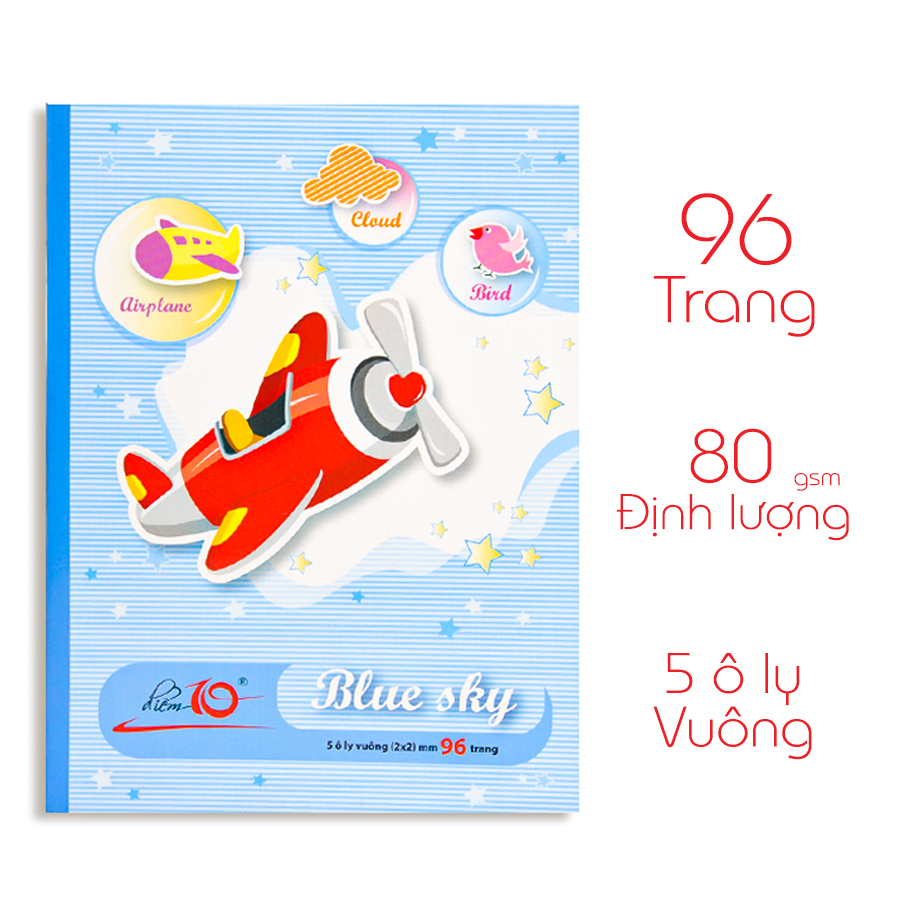 Cloud
Airplane
Bird
điểm 10 ®
Blue sky
5 ô ly vuông (2x2) mm 96 trang
96
Trang
80 gsm
Định lượng
5 ô ly
Vuông